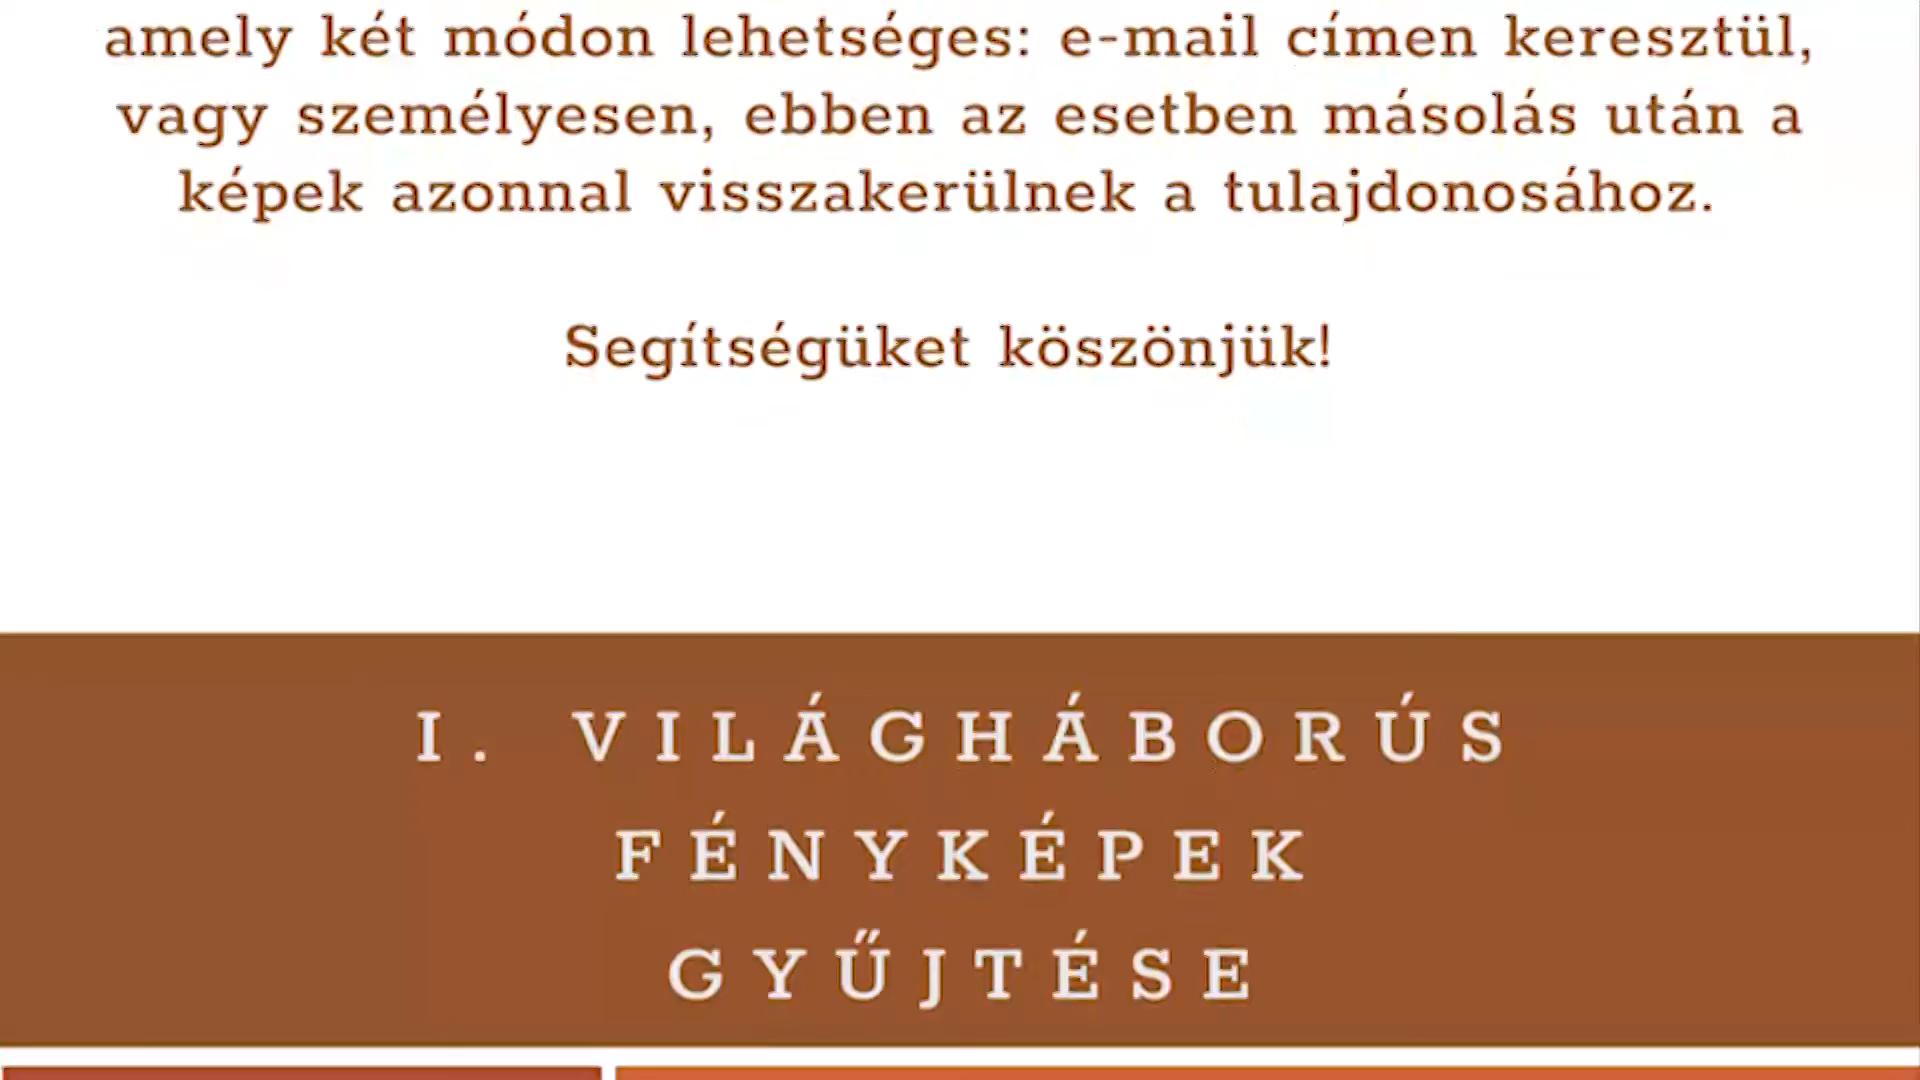 amely két módon lehetséges: e-mail címen keresztül,
vagy személyesen, ebben az esetben másolás után a
képek azonnal visszakerülnek a tulajdonosához.
Segítségüket köszönjük!
I. VILÁGHÁBORÚS
FÉNYKÉPEK
GYŰJTÉSE